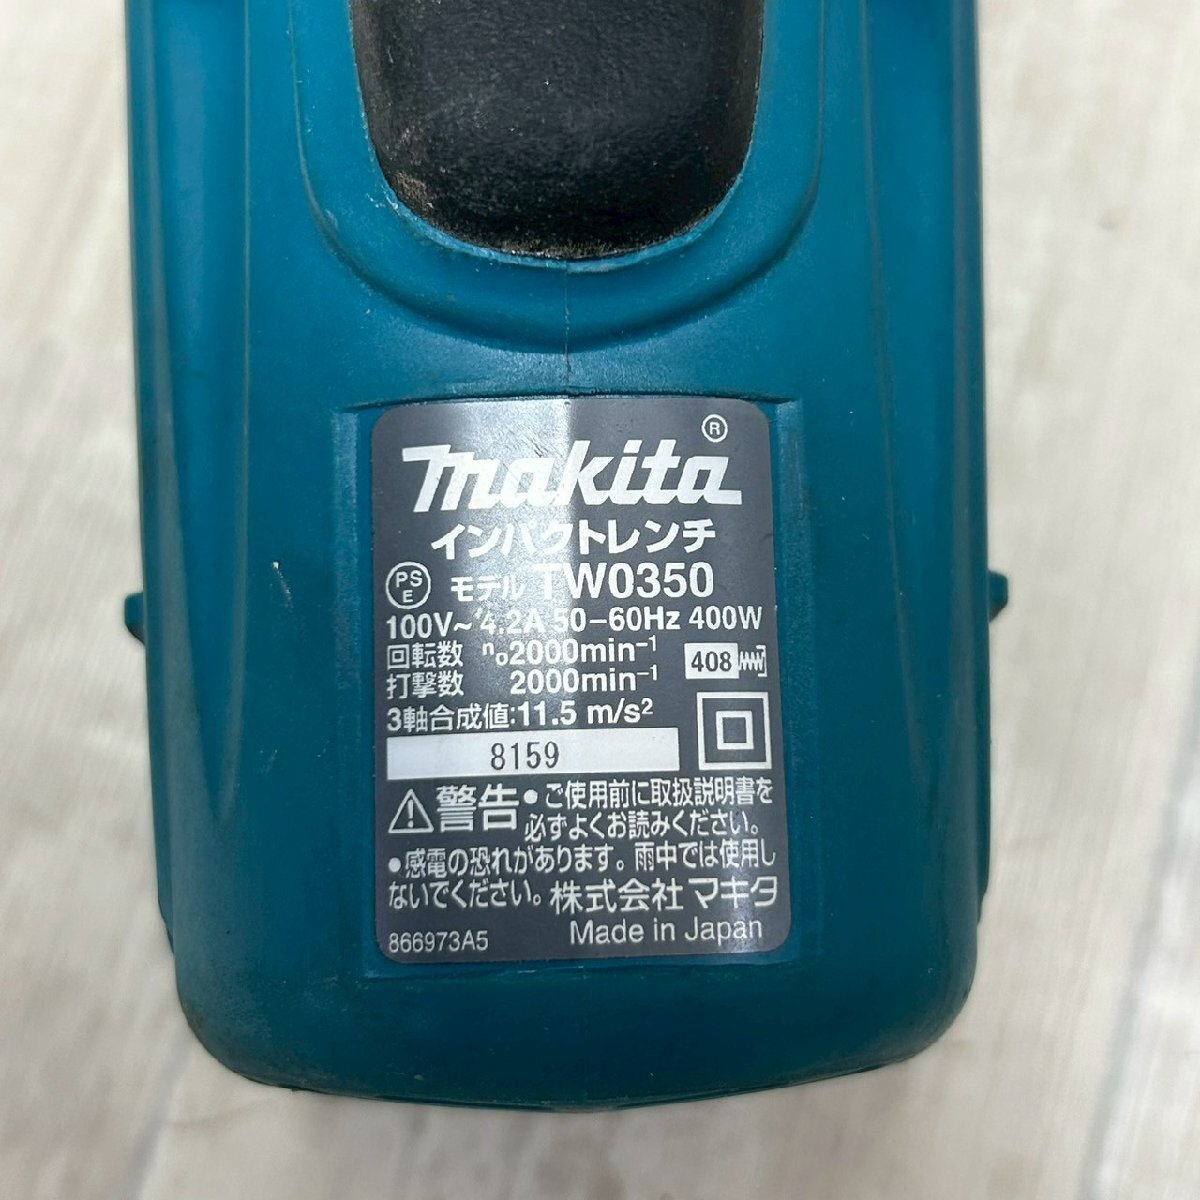 makita®
インパクトレンチ
PSE モデル TW0350
100V~ 4.2A 50-60Hz 400W
回転数 n₀2000min⁻¹
打撃数 2000min⁻¹
408
3軸合成値:11.5 m/s²
8159
警告 ●ご使用前に取扱説明書を
必ずよくお読みください。
●感電の恐れがあります。雨中では使用し
ないでください。株式会社 マキタ
866973A5 Made in Japan